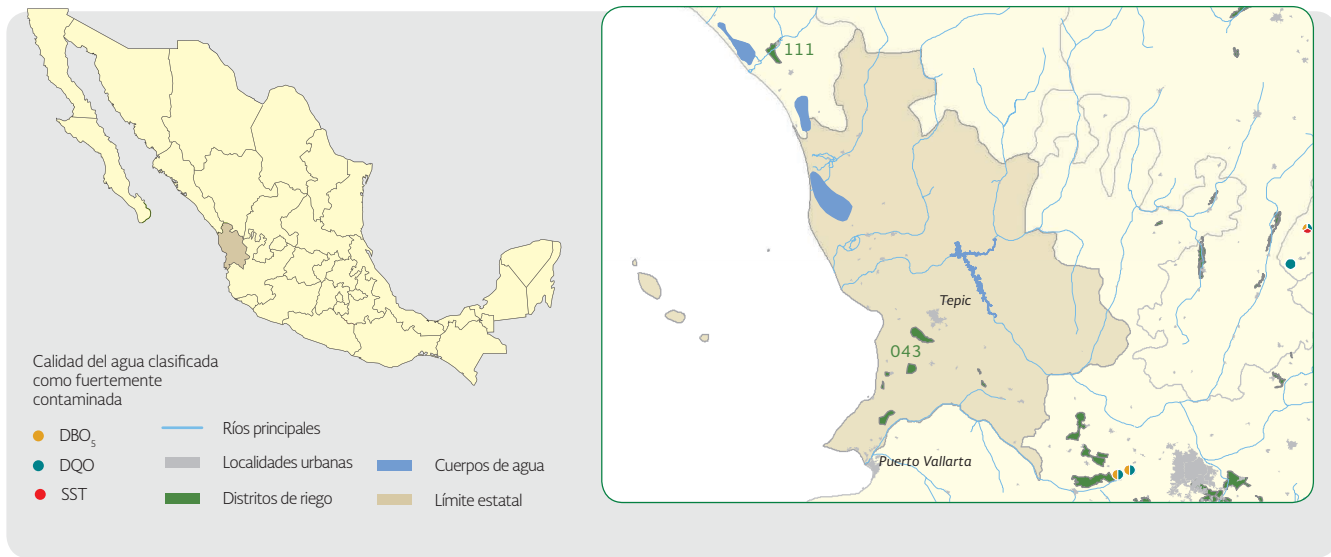 111
Tepic
043
Puerto Vallarta
Calidad del agua clasificada
como fuertemente
contaminada
DBO5
DQO
SST
Ríos principales
Localidades urbanas
Distritos de riego
Cuerpos de agua
Límite estatal